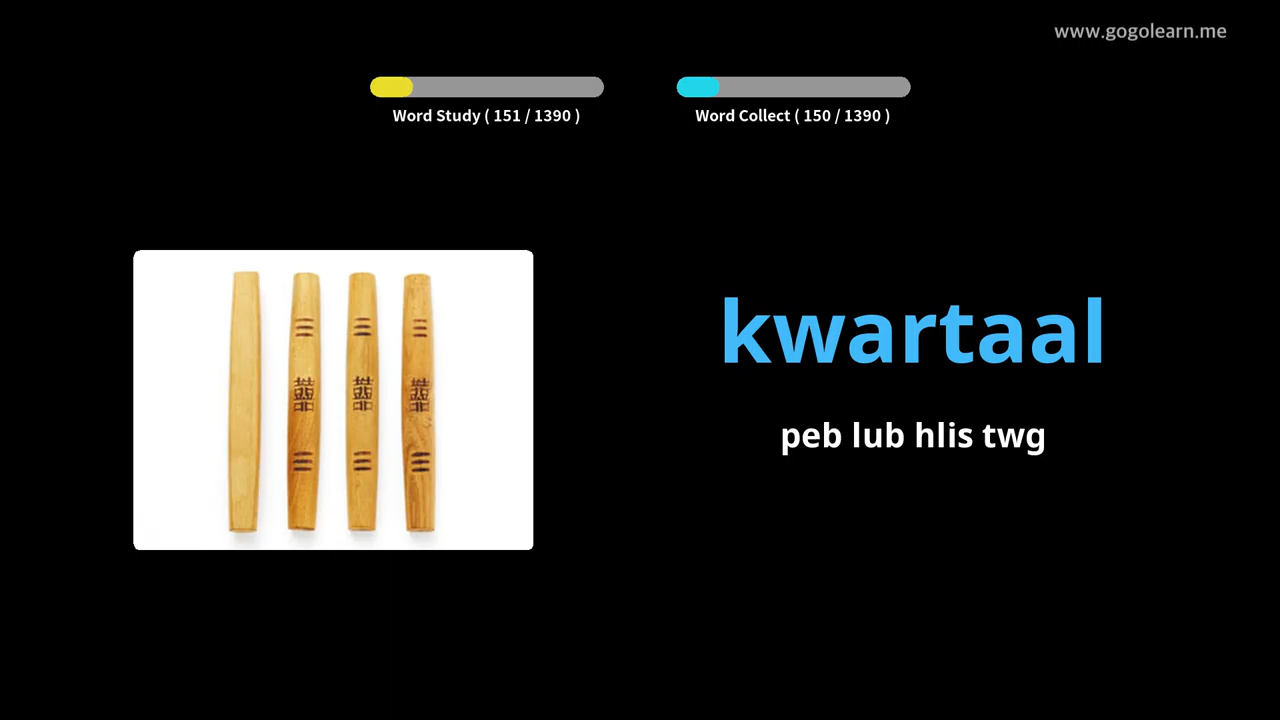 www.gogolearn.me
Word Study ( 151 / 1390 )
Word Collect ( 150 / 1390 )
kwartaal
peb lub hlis twg